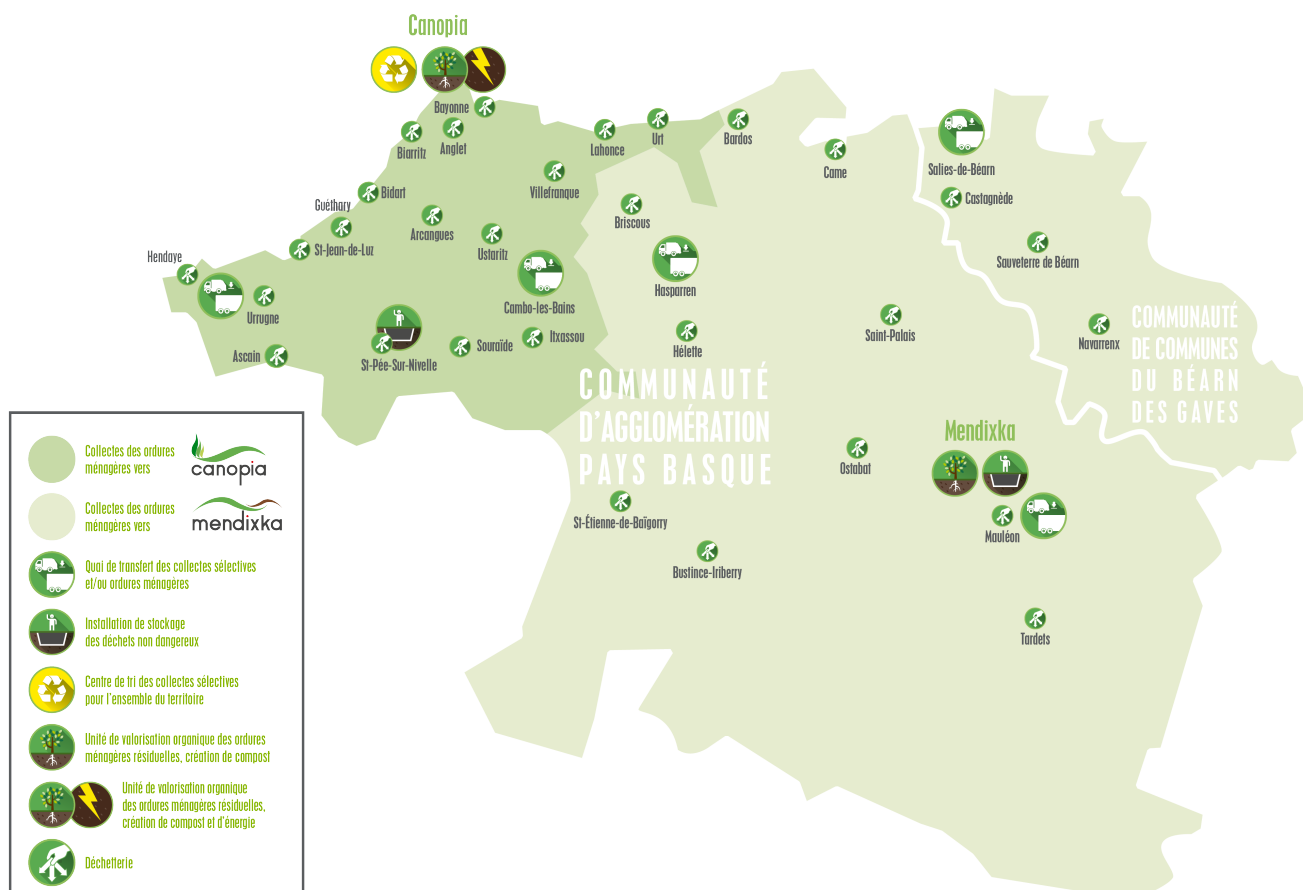 Canopia
Bayonne
Biarritz
Anglet
Lahonce
Urt
Bardos
Came
Salies-de-Béarn
Castagnède
Villefranque
Bidart
Guéthary
Briscous
Arcangues
St-Jean-de-Luz
Ustaritz
Sauveterre de Béarn
Hendaye
Hasparren
Cambo-les-Bains
Urrugne
Saint-Palais
Navarrenx
COMMUNAUTÉ
DE COMMUNES
DU BÉARN
DES GAVES
Itxassou
Souraïde
Hélette
Ascain
St-Pée-Sur-Nivelle
COMMUNAUTÉ
D'AGGLOMÉRATION
PAYS BASQUE
Mendixka
Ostabat
St-Étienne-de-Baïgorry
Mauléon
Bustince-Iriberry
Tardets
Collectes des ordures
ménagères vers
canopia
Collectes des ordures
ménagères vers
mendixka
Quai de transfert des collectes sélectives
et/ou ordures ménagères
Installation de stockage
des déchets non dangereux
Centre de tri des collectes sélectives
pour l'ensemble du territoire
Unité de valorisation organique des ordures
ménagères résiduelles, création de compost
Unité de valorisation organique
des ordures ménagères résiduelles,
création de compost et d'énergie
Déchetterie